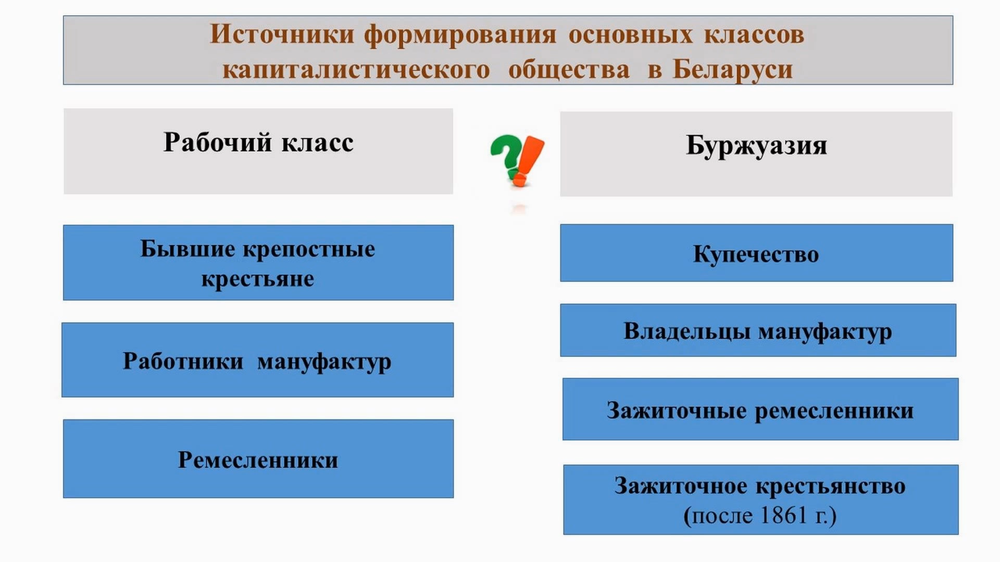 Источники формирования основных классов
капиталистического общества в Беларуси
Рабочий класс
Бывшие крепостные
крестьяне
Работники мануфактур
Ремесленники
Буржуазия
Купечество
Владельцы мануфактур
Зажиточные ремесленники
Зажиточное крестьянство
(после 1861 г.)